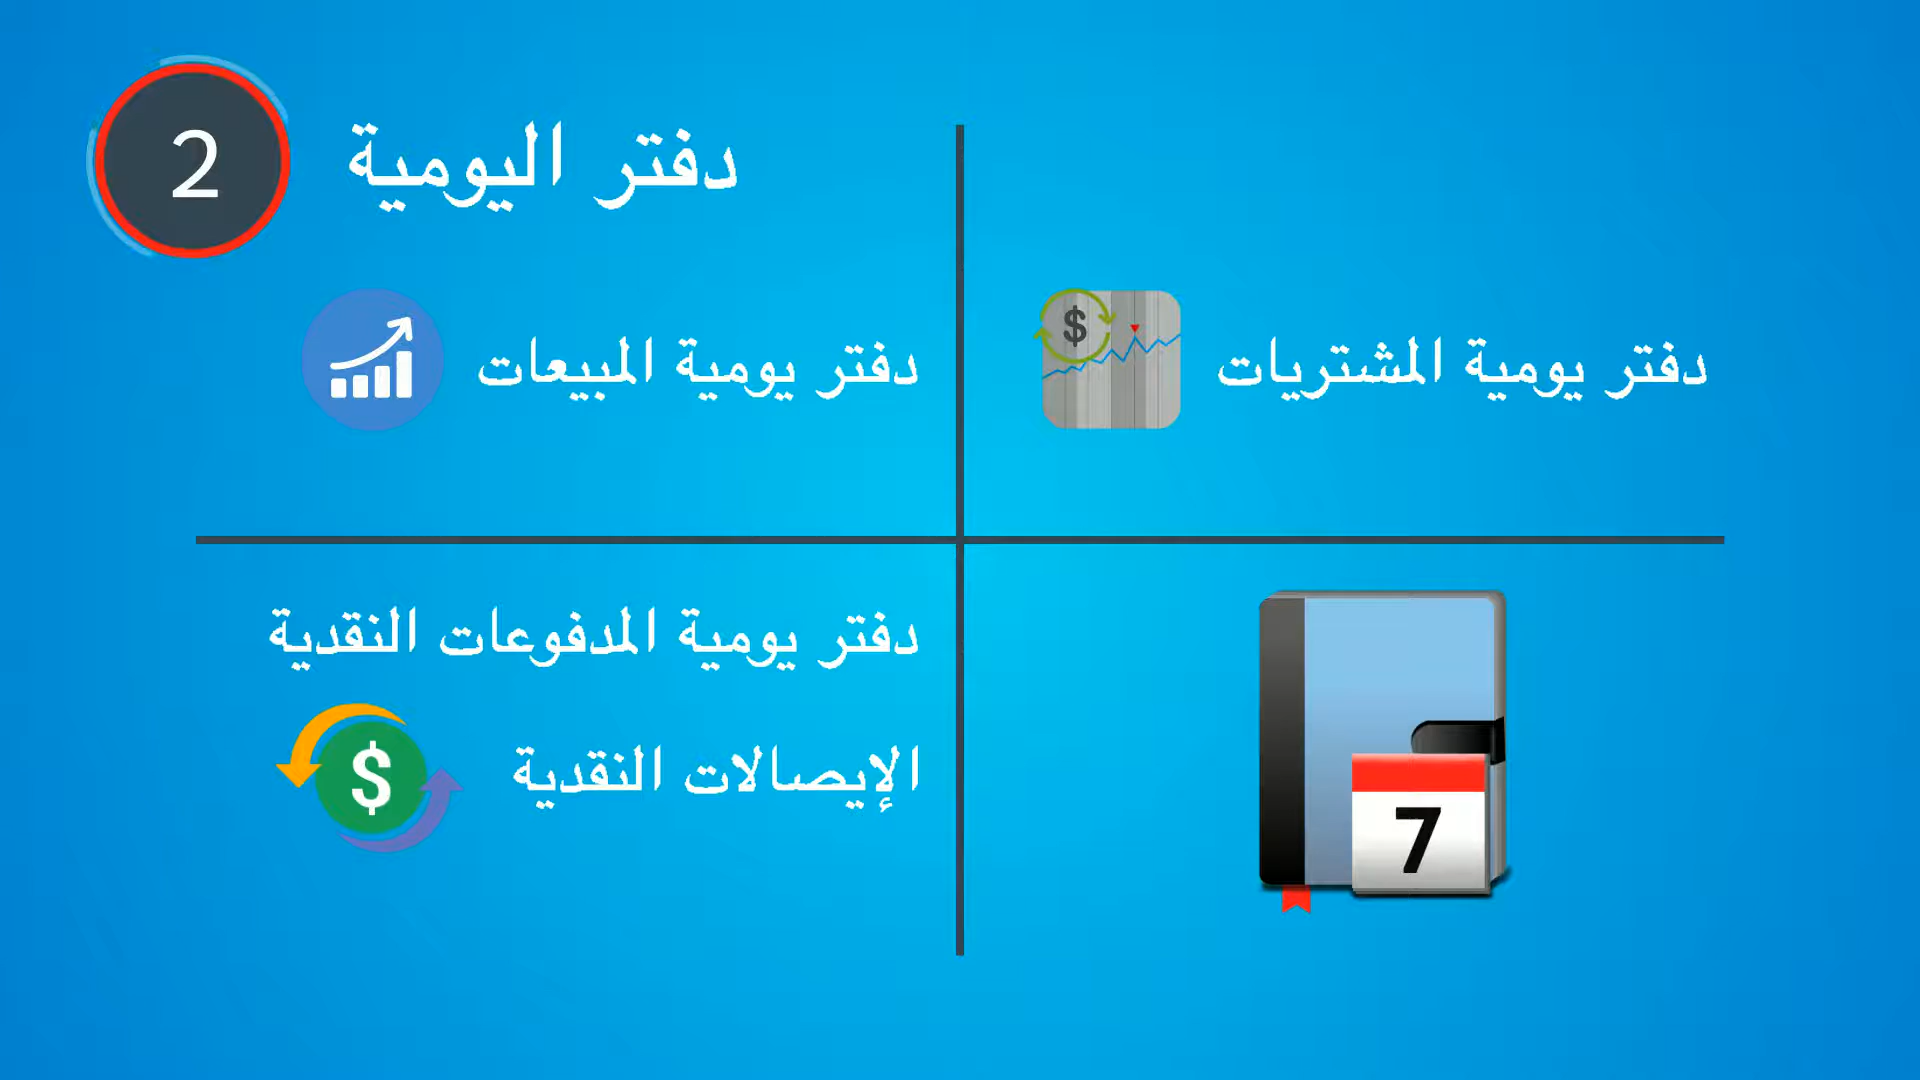 2
دفتر اليومية
دفتر يومية المشتريات
دفتر يومية المبيعات
دفتر يومية المدفوعات النقدية
الإيصالات النقدية
$
$
7